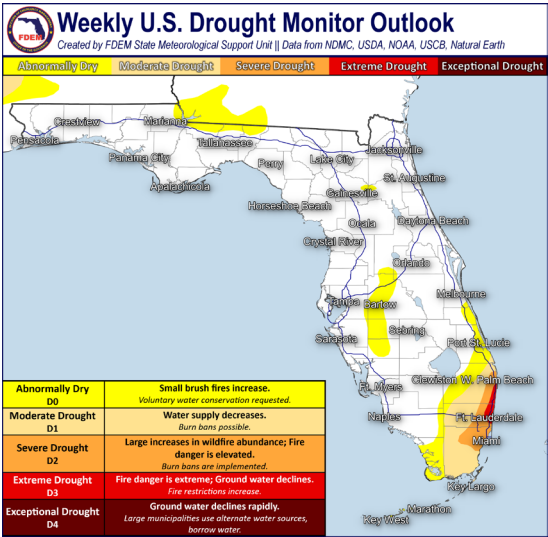 FDEM
Weekly U.S. Drought Monitor Outlook
Created by FDEM State Meteorological Support Unit || Data from NDMC, USDA, NOAA, USCB, Natural Earth
Abnormally Dry Moderate Drought Severe Drought Extreme Drought Exceptional Drought
Crestview
Marianna
Pensacola
Tallahassee
Jacksonville
Panama City
Perry
Lake City
Apalachicola
St. Augustine
Gainesville
Horseshoe Beach
Ocala
Daytona Beach
Crystal River
Orlando
Tampa
Bartow
Melbourne
Sarasota
Sebring
Port St. Lucie
Ft. Myers
Clewiston
W. Palm Beach
Naples
Ft. Lauderdale
Miami
Key Largo
Marathon
Key West
Abnormally Dry
D0
Small brush fires increase.
Voluntary water conservation requested.
Moderate Drought
D1
Water supply decreases.
Burn bans possible.
Severe Drought
D2
Large increases in wildfire abundance; Fire
danger is elevated.
Burn bans are implemented.
Extreme Drought
D3
Fire danger is extreme; Ground water declines.
Fire restrictions increase.
Exceptional Drought
D4
Ground water declines rapidly.
Large municipalities use alternate water sources,
borrow water.